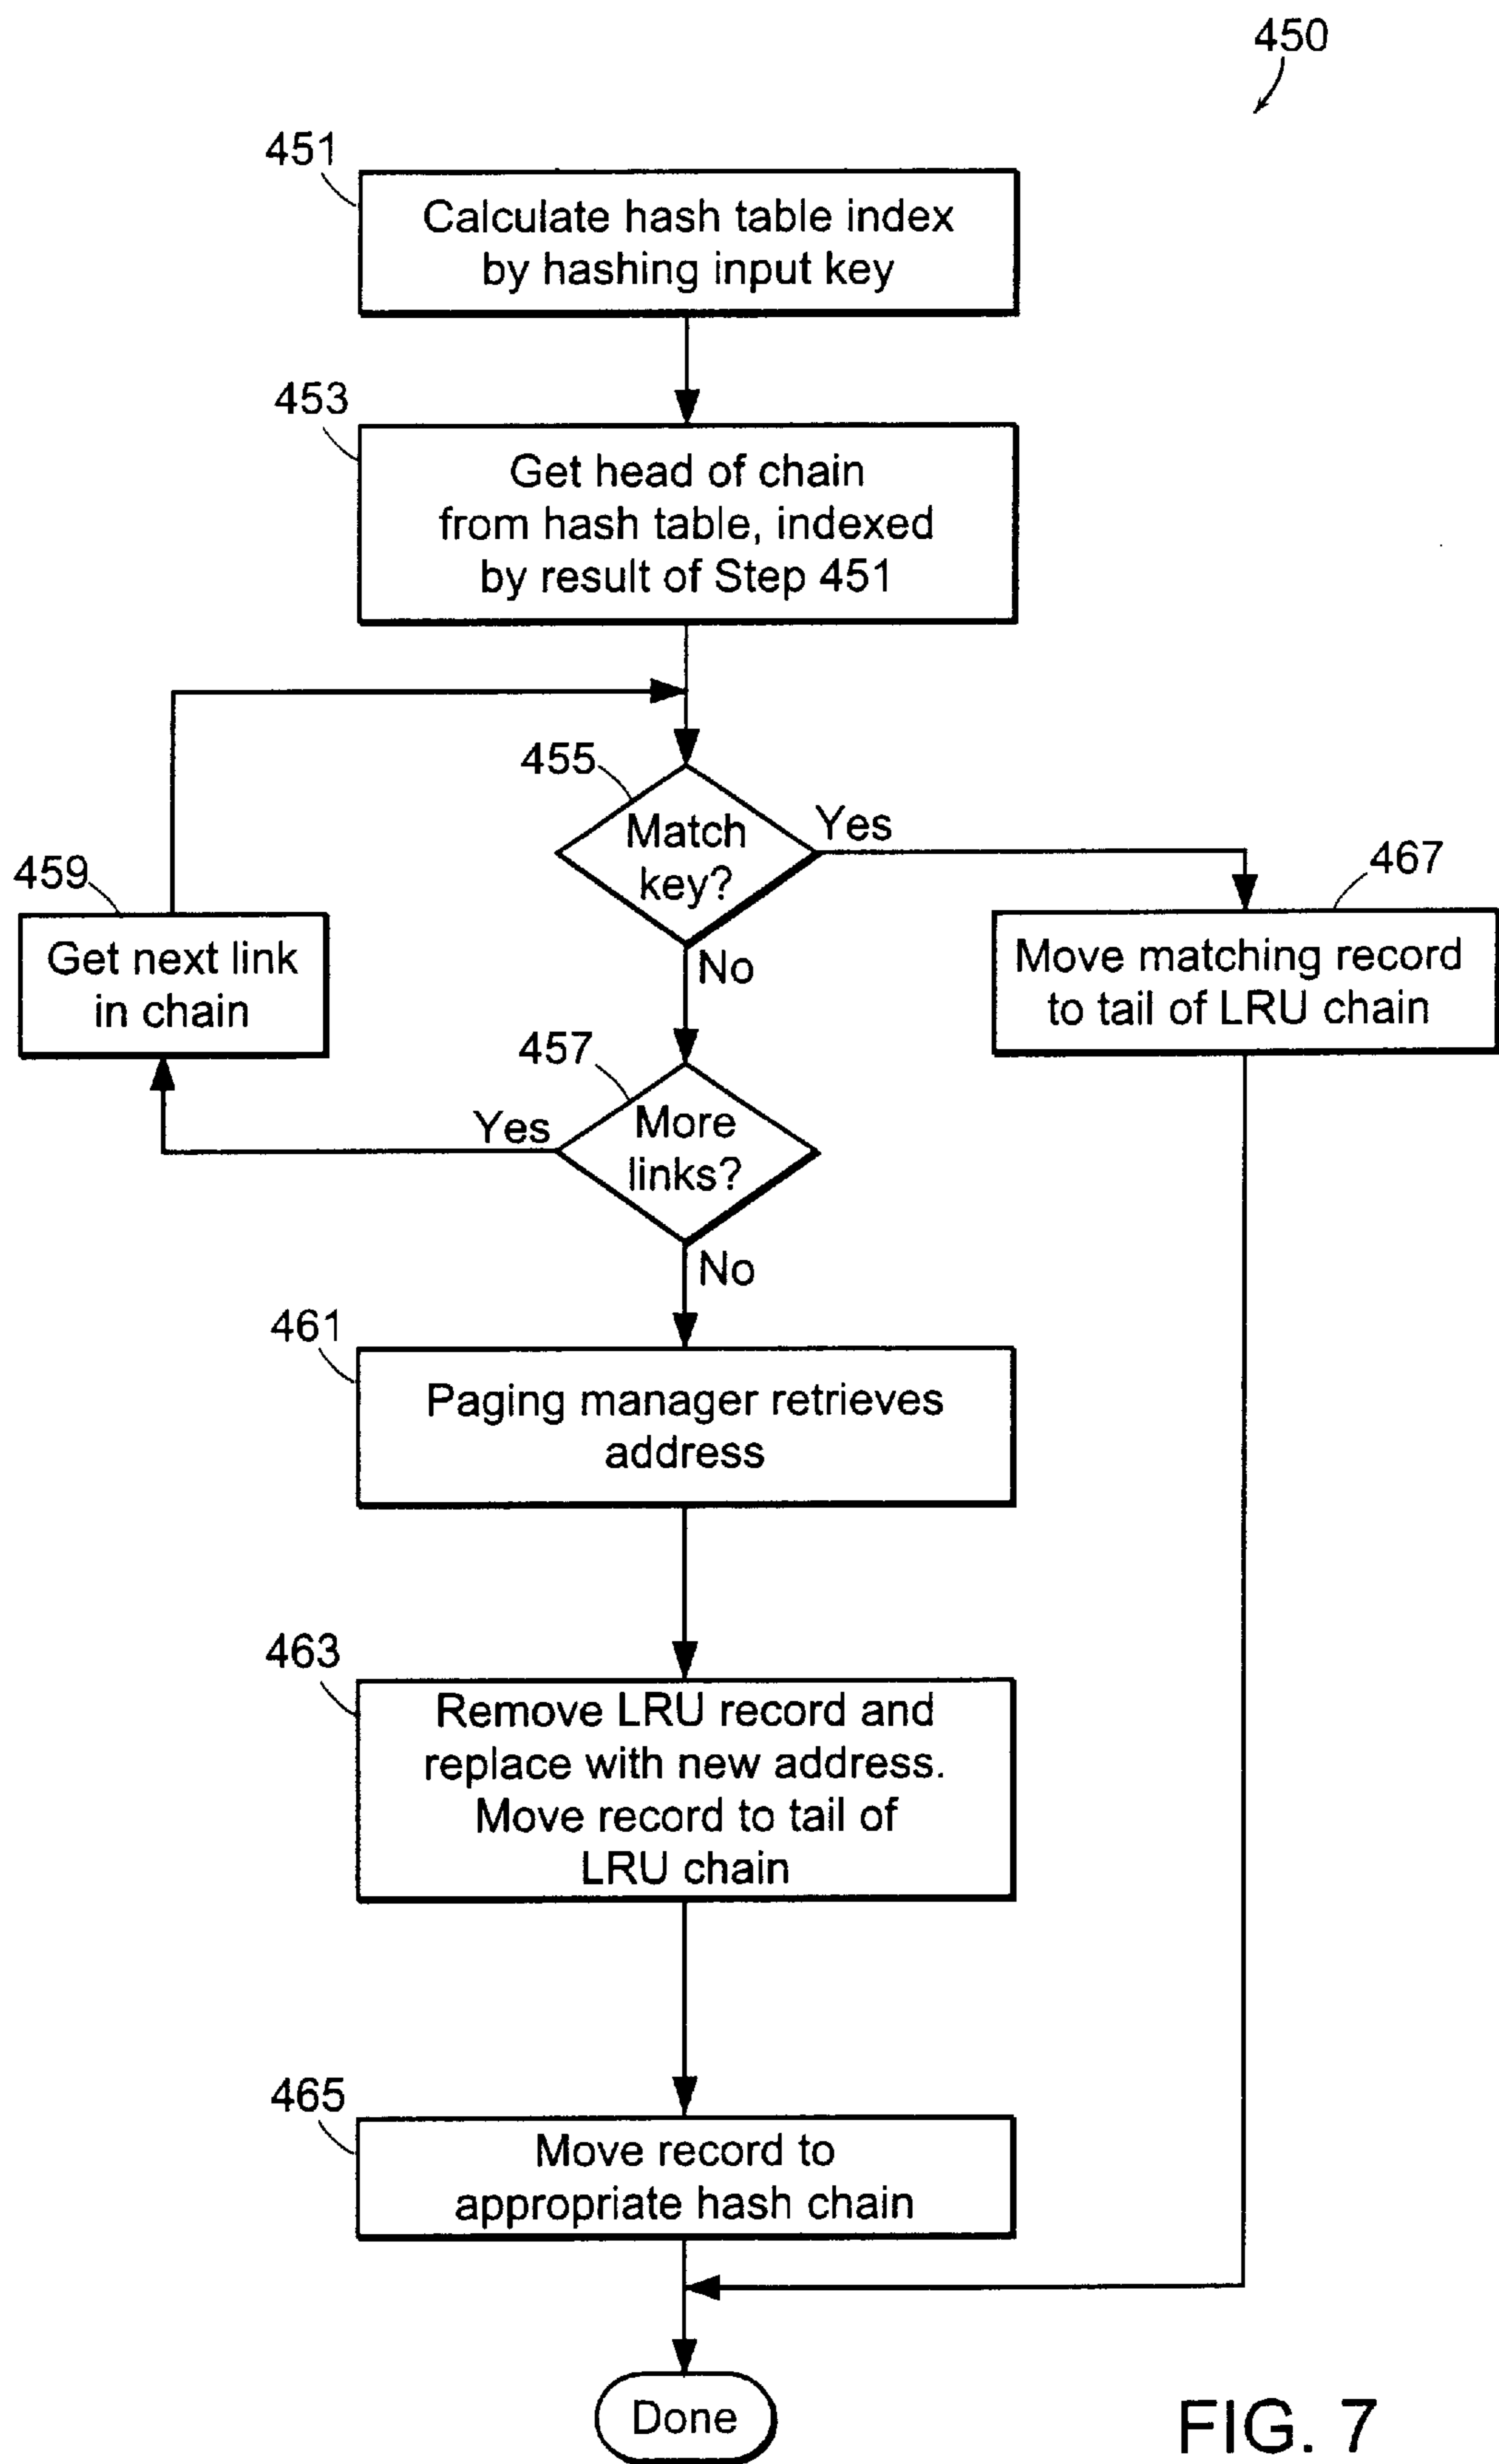 450
451
Calculate hash table index
by hashing input key
453
Get head of chain
from hash table, indexed
by result of Step 451
455
Match
key?
Yes
No
459
Get next link
in chain
467
Move matching record
to tail of LRU chain
457
More
links?
Yes
No
461
Paging manager retrieves
address
463
Remove LRU record and
replace with new address.
Move record to tail of
LRU chain
465
Move record to
appropriate hash chain
Done
FIG. 7